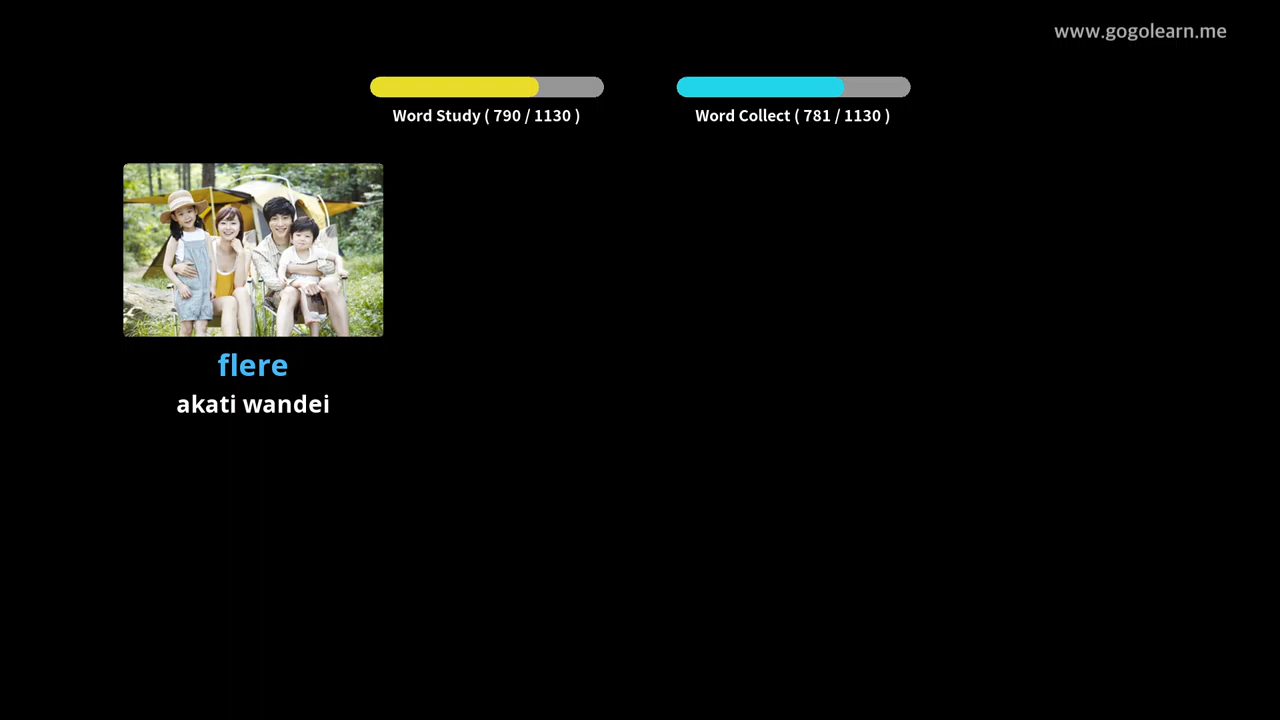 www.gogolearn.me
Word Study ( 790 / 1130 )
Word Collect ( 781 / 1130 )
flere
akati wandei